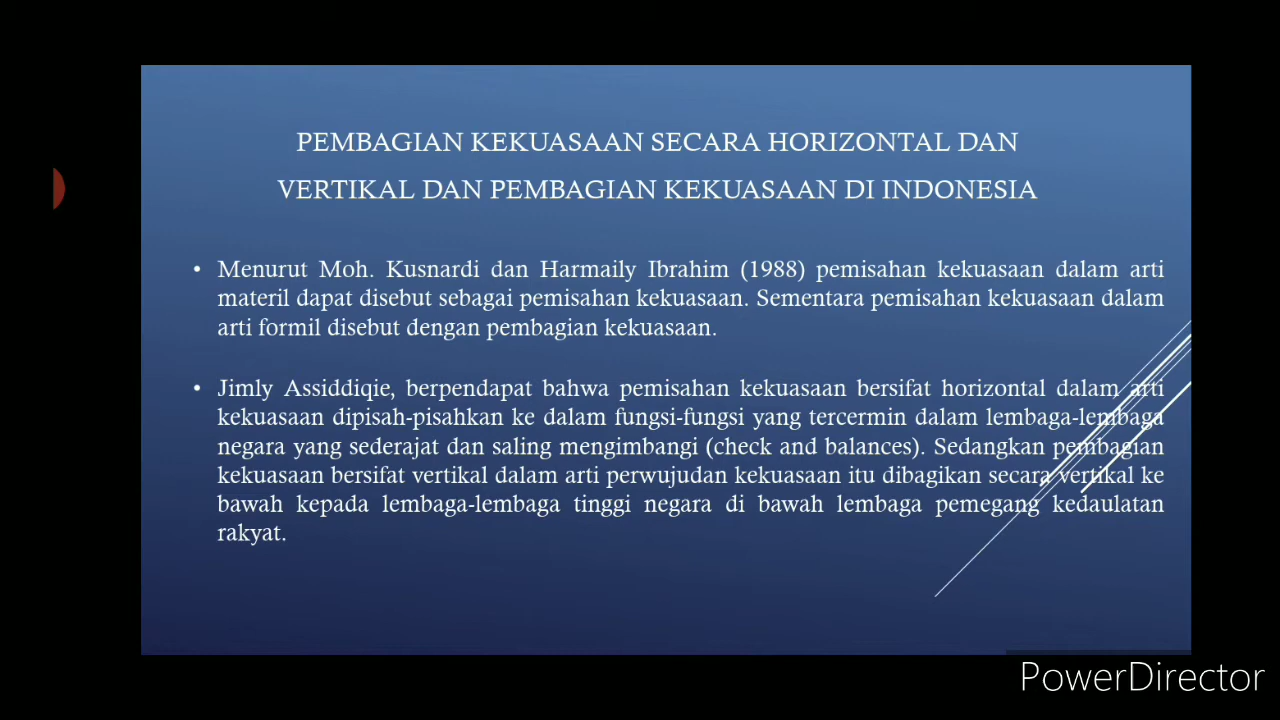 PEMBAGIAN KEKUASAAN SECARA HORIZONTAL DAN
VERTIKAL DAN PEMBAGIAN KEKUASAAN DI INDONESIA
• Menurut Moh. Kusnardi dan Harmaily Ibrahim (1988) pemisahan kekuasaan dalam arti
materil dapat disebut sebagai pemisahan kekuasaan. Sementara pemisahan kekuasaan dalam
arti formil disebut dengan pembagian kekuasaan.
• Jimly Assiddiqie, berpendapat bahwa pemisahan kekuasaan bersifat horizontal dalam arti
kekuasaan dipisah-pisahkan ke dalam fungsi-fungsi yang tercermin dalam lembaga-lembaga
negara yang sederajat dan saling mengimbangi (check and balances). Sedangkan pembagian
kekuasaan bersifat vertikal dalam arti perwujudan kekuasaan itu dibagikan secara vertikal ke
bawah kepada lembaga-lembaga tinggi negara di bawah lembaga pemegang kedaulatan
rakyat.
PowerDirector